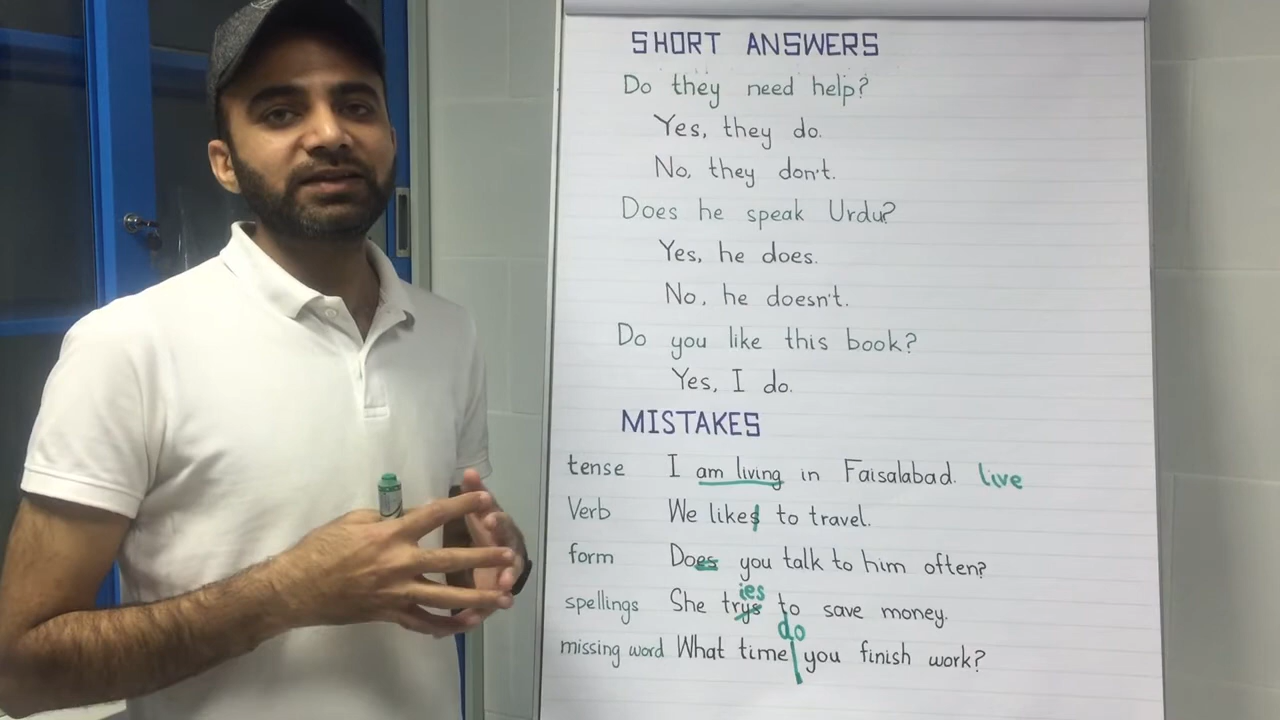 SHORT ANSWERS
Do they need help?
Yes, they do.
No, they don't.
Does he speak Urdu?
Yes, he does.
No, he doesn't.
Do you like this book?
Yes, I do.
MISTAKES
tense I am living in Faisalabad. live
Verb We likes to travel.
form Does you talk to him often?
ies
spellings She trys to save money.
do
missing word What time you finish work?